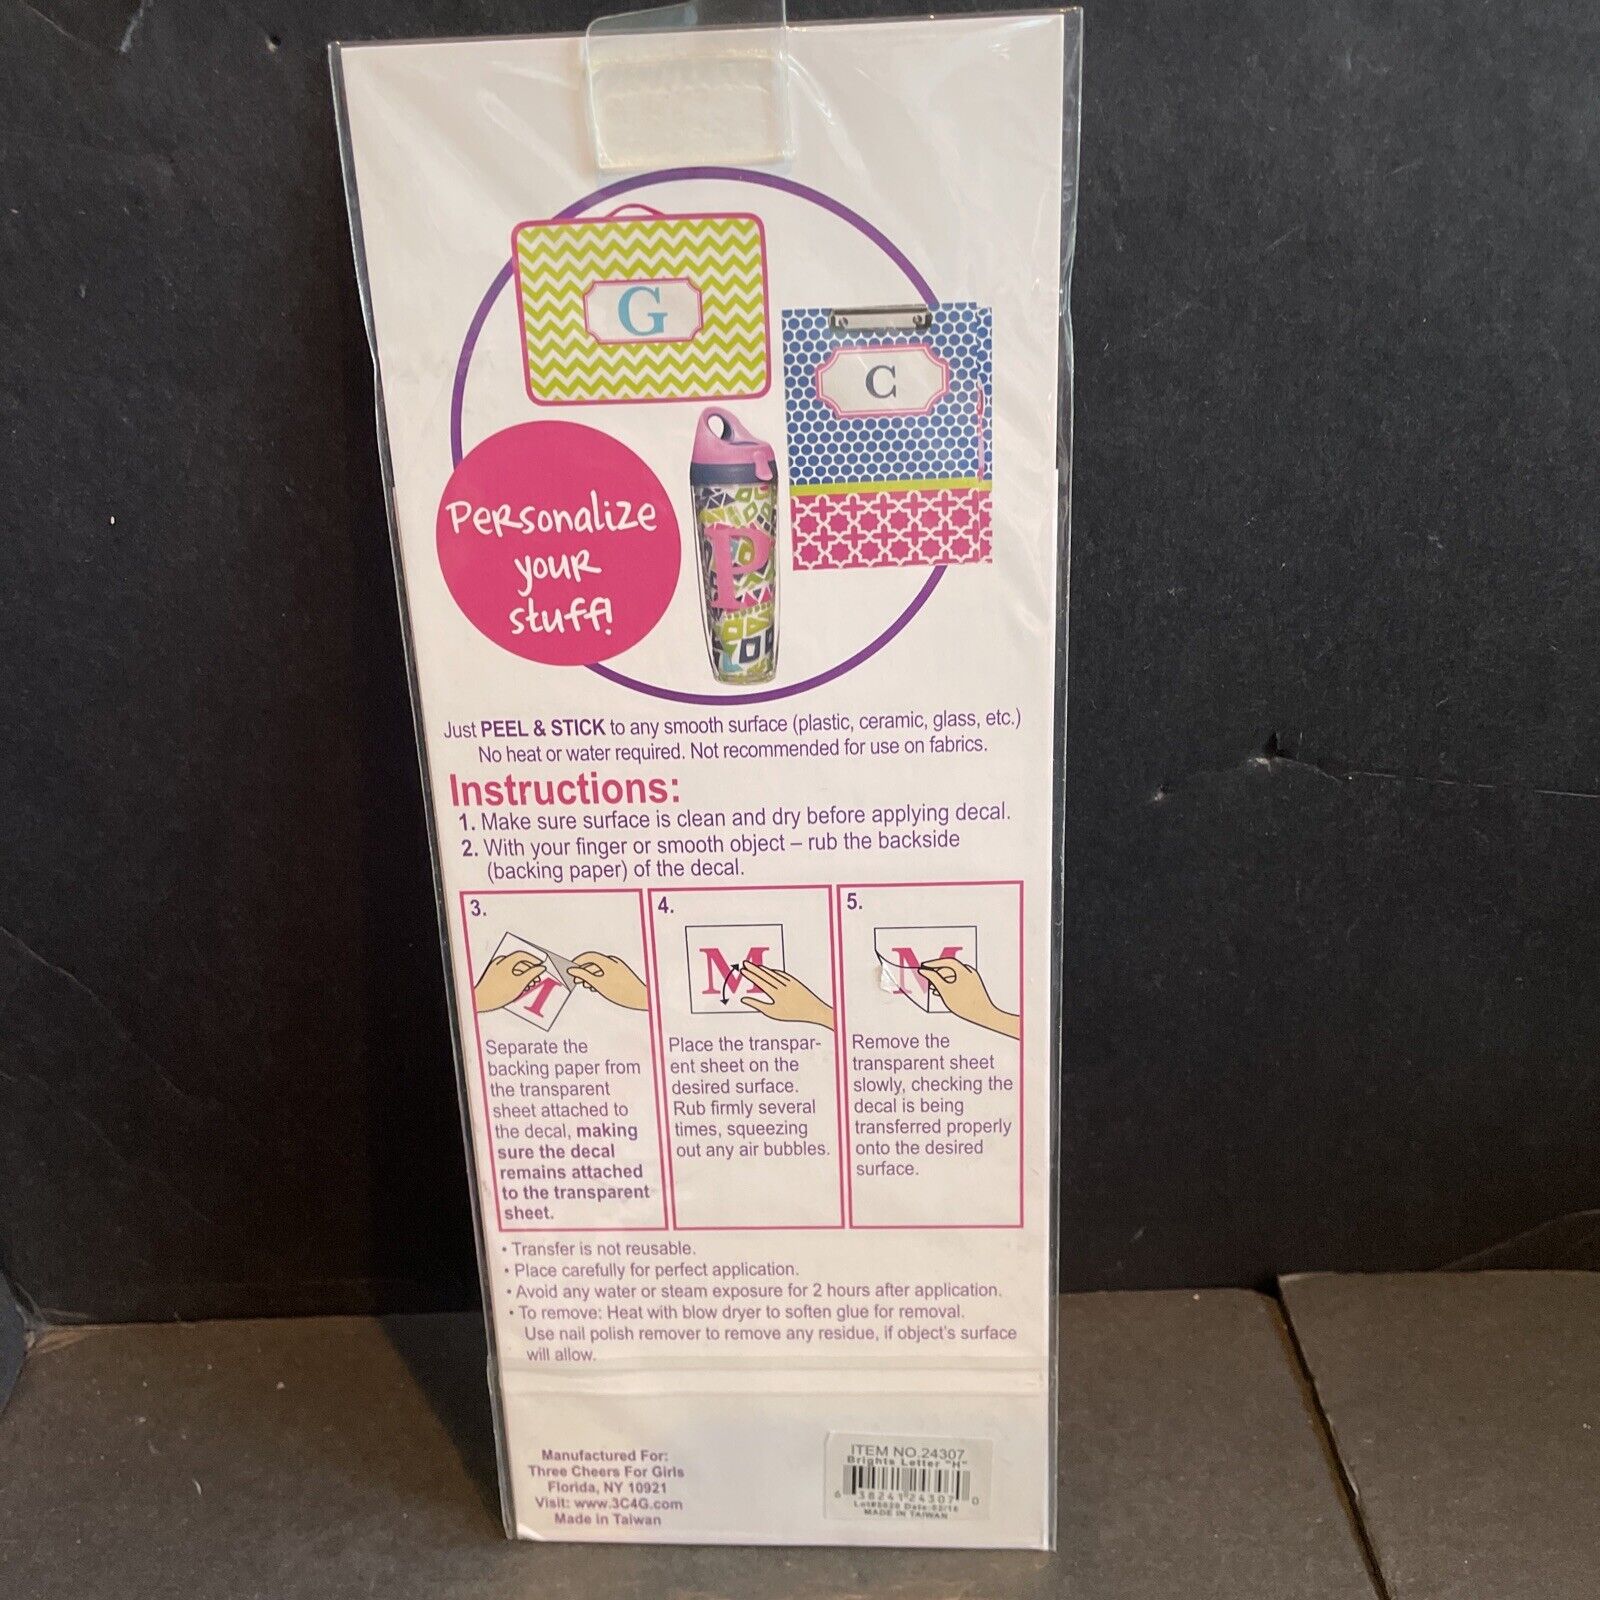 G
C
P
Personalize
your
stuff!
Just PEEL & STICK to any smooth surface (plastic, ceramic, glass, etc.)
No heat or water required. Not recommended for use on fabrics.
Instructions:
1. Make sure surface is clean and dry before applying decal.
2. With your finger or smooth object – rub the backside
(backing paper) of the decal.
3.
Separate the
backing paper from
the transparent
sheet attached to
the decal, making
sure the decal
remains attached
to the transparent
sheet.
4.
M
Place the transpar-
ent sheet on the
desired surface.
Rub firmly several
times, squeezing
out any air bubbles.
5.
M
Remove the
transparent sheet
slowly, checking the
decal is being
transferred properly
onto the desired
surface.
• Transfer is not reusable.
• Place carefully for perfect application.
• Avoid any water or steam exposure for 2 hours after application.
• To remove: Heat with blow dryer to soften glue for removal.
Use nail polish remover to remove any residue, if object's surface
will allow.
Manufactured For:
Three Cheers For Girls
Florida, NY 10921
Visit: www.3C4G.com
Made in Taiwan
ITEM NO.24307
Brights Letter "H"
6 38241 24307 0
Date:02/16
MADE IN TAIWAN